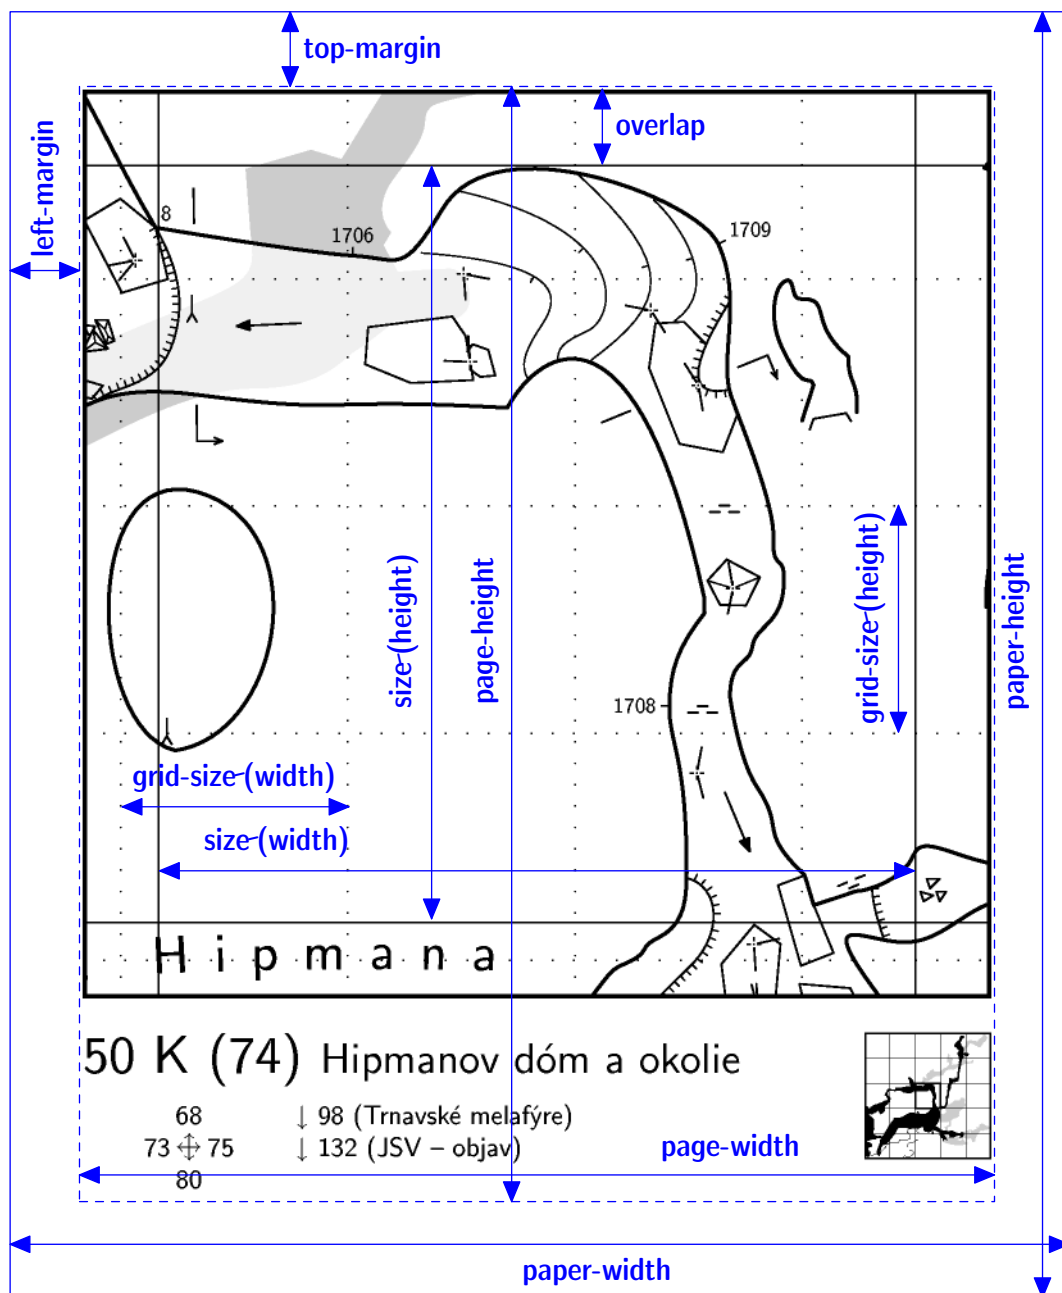 top-margin
overlap
left-margin
8
1706
1709
size (height)
page-height
grid-size (height)
paper-height
1708
grid-size (width)
size (width)
Hipmana
50 K (74) Hipmanov dóm a okolie
68
↓ 98 (Trnavské melafýre)
73 75
↓ 132 (JSV – objav)
80
page-width
paper-width